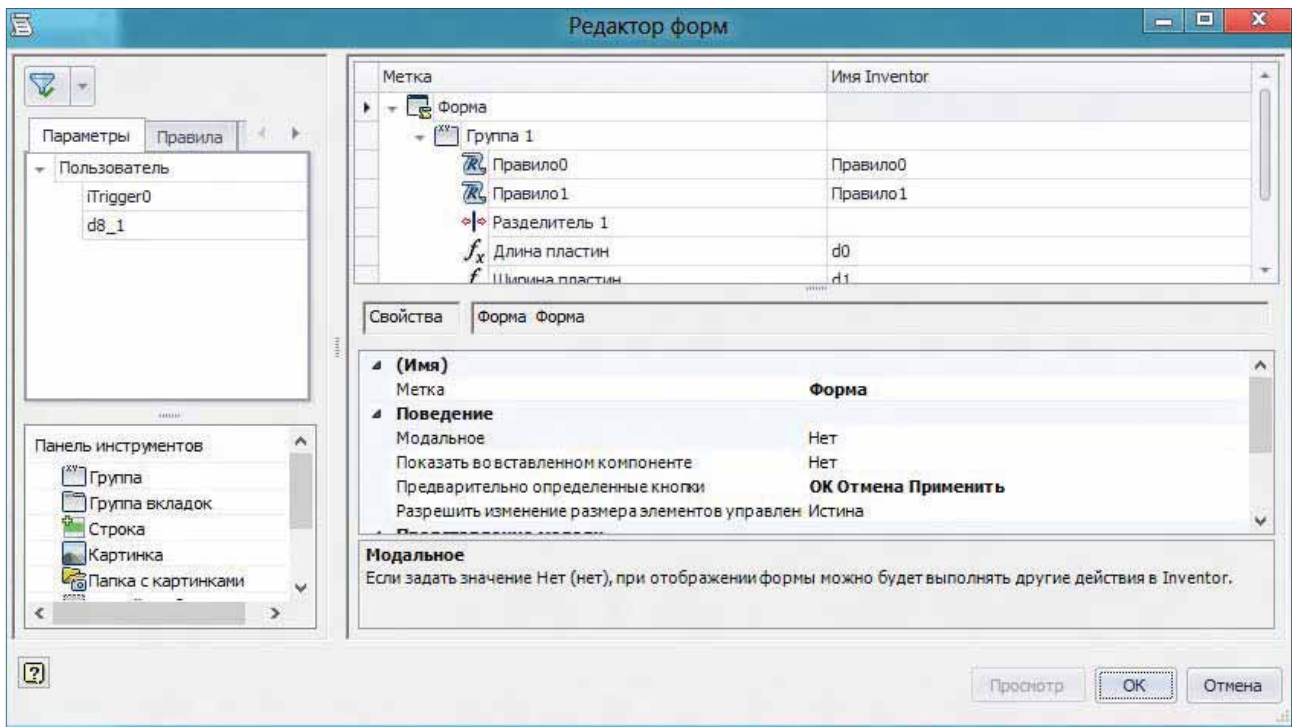 Редактор форм
Параметры Правила
Пользователь
iTrigger0
d8_1
Панель инструментов
Группа
Группа вкладок
Строка
Картинка
Папка с картинками
Метка Имя Inventor
Форма
Группа 1
Правило0 Правило0
Правило1 Правило1
Разделитель 1
Длина пластин d0
Ширина пластин d1
Свойства Форма Форма
(Имя)
Метка Форма
Поведение
Модальное Нет
Показать во вставленном компоненте Нет
Предварительно определенные кнопки ОК Отмена Применить
Разрешить изменение размера элементов управлен Истина
Модальное
Если задать значение Нет (нет), при отображении формы можно будет выполнять другие действия в Inventor.
Просмотр ОК Отмена